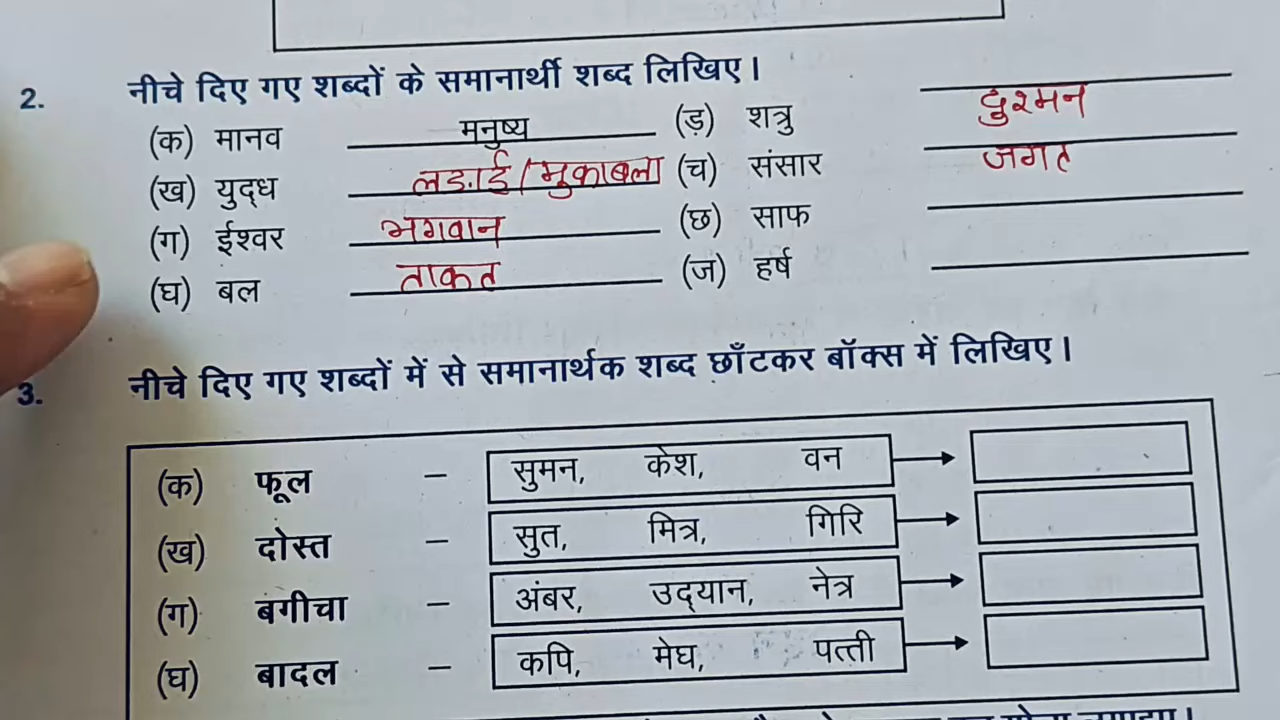 2. नीचे दिए गए शब्दों के समानार्थी शब्द लिखिए।
(क) मानव मनुष्य (ड़) शत्रु दुश्मन
(ख) युद्ध लड़ाई/मुकाबला (च) संसार जगत
(ग) ईश्वर भगवान (छ) साफ
(घ) बल ताकत (ज) हर्ष
3. नीचे दिए गए शब्दों में से समानार्थक शब्द छाँटकर बॉक्स में लिखिए।
(क) फूल – सुमन, केश, वन
(ख) दोस्त – सुत, मित्र, गिरि
(ग) बगीचा – अंबर, उद्यान, नेत्र
(घ) बादल – कपि, मेघ, पत्ती